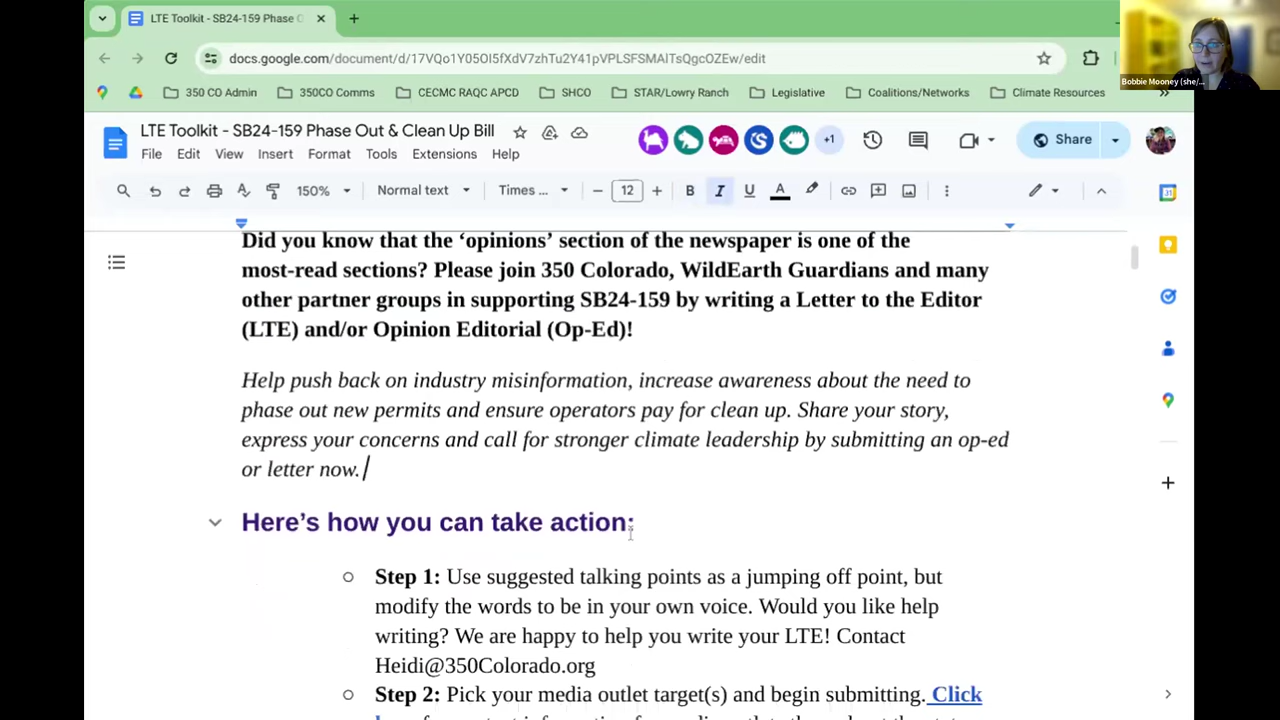 LTE Toolkit - SB24-159 Phase O
docs.google.com/document/d/17VQo1Y05OI5fXdV7zhTu2Y41pVPLSFSMAITsQgcOZEw/edit
350 CO Admin
350CO Comms
CECMC RAQC APCD
SHCO
STAR/Lowry Ranch
Legislative
Coalitions/Networks
Climate Resources
Bobbie Mooney (she/...
LTE Toolkit - SB24-159 Phase Out & Clean Up Bill
+1
Share
File Edit View Insert Format Tools Extensions Help
150% Normal text Times ... 12 B I U A
Did you know that the ‘opinions’ section of the newspaper is one of the
most-read sections? Please join 350 Colorado, WildEarth Guardians and many
other partner groups in supporting SB24-159 by writing a Letter to the Editor
(LTE) and/or Opinion Editorial (Op-Ed)!
Help push back on industry misinformation, increase awareness about the need to
phase out new permits and ensure operators pay for clean up. Share your story,
express your concerns and call for stronger climate leadership by submitting an op-ed
or letter now.
Here’s how you can take action:
Step 1: Use suggested talking points as a jumping off point, but
modify the words to be in your own voice. Would you like help
writing? We are happy to help you write your LTE! Contact
Heidi@350Colorado.org
Step 2: Pick your media outlet target(s) and begin submitting. Click